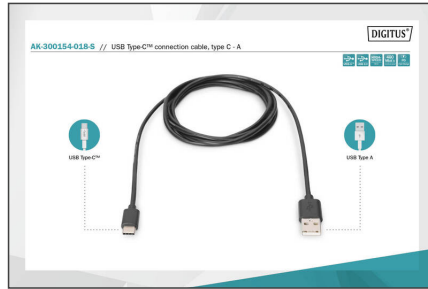 DIGITUS®
AK-300154-018-S // USB Type-C™ connection cable, type C - A
USB Type-C™
USB Type A